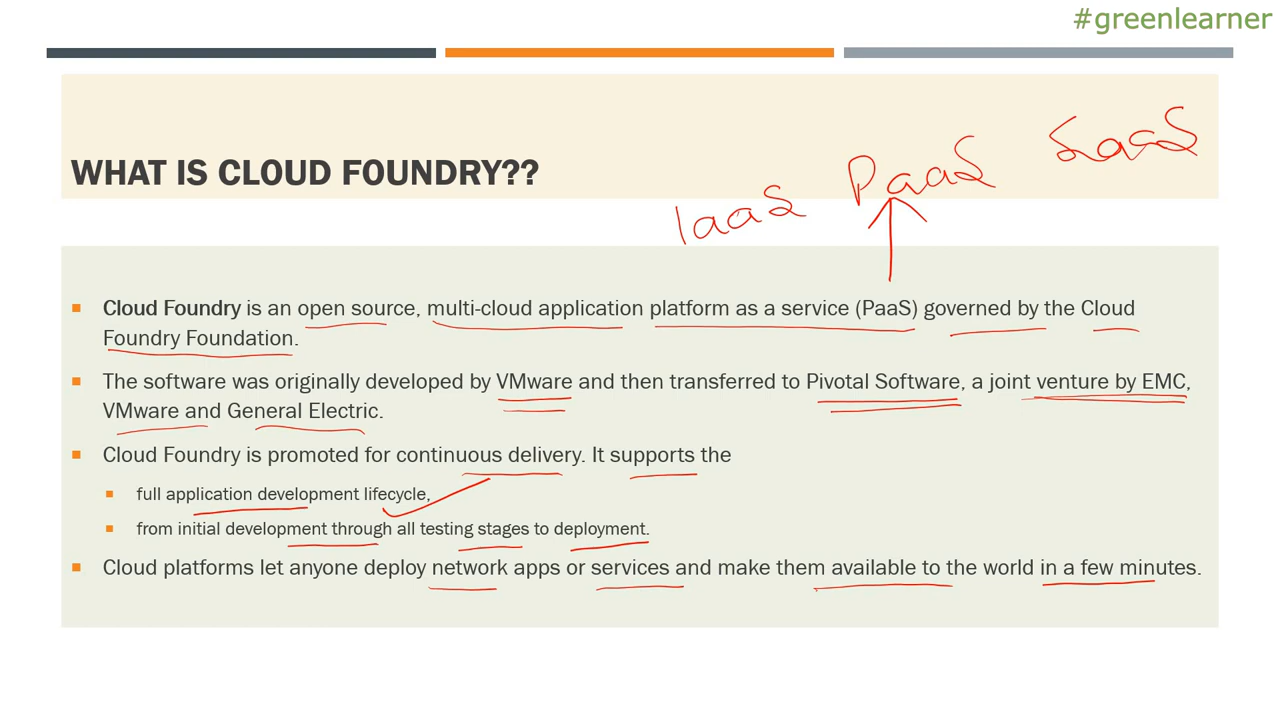 #greenlearner
WHAT IS CLOUD FOUNDRY??
IaaS PaaS SaaS
Cloud Foundry is an open source, multi-cloud application platform as a service (PaaS) governed by the Cloud
Foundry Foundation.
The software was originally developed by VMware and then transferred to Pivotal Software, a joint venture by EMC,
VMware and General Electric.
Cloud Foundry is promoted for continuous delivery. It supports the
full application development lifecycle,
from initial development through all testing stages to deployment.
Cloud platforms let anyone deploy network apps or services and make them available to the world in a few minutes.